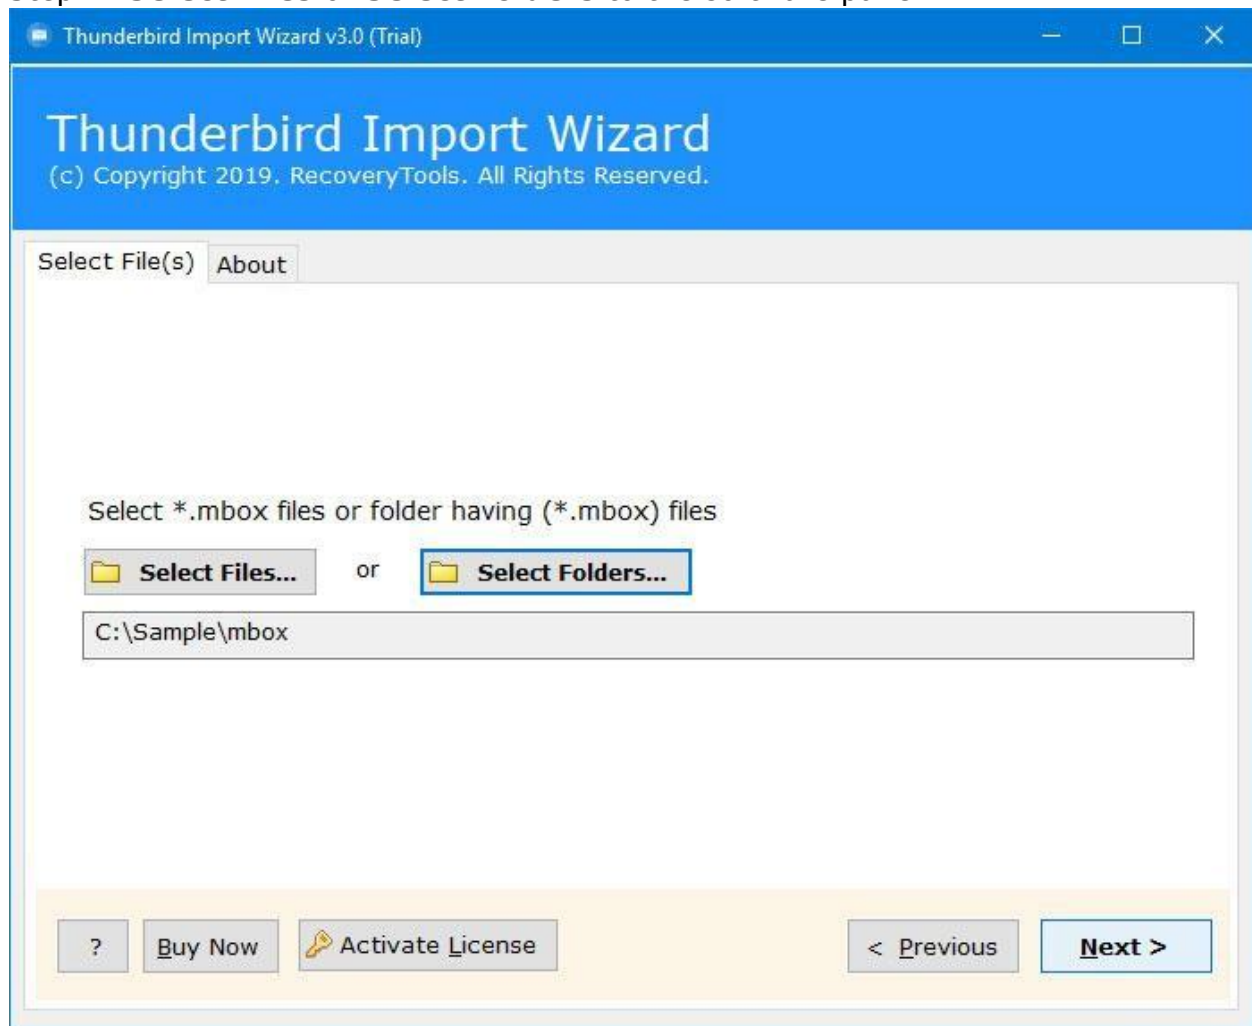 Thunderbird Import Wizard v3.0 (Trial)
Thunderbird Import Wizard
(c) Copyright 2019. RecoveryTools. All Rights Reserved.
Select File(s) About
Select *.mbox files or folder having (*.mbox) files
Select Files... or Select Folders...
C:\Sample\mbox
? Buy Now Activate License < Previous Next >